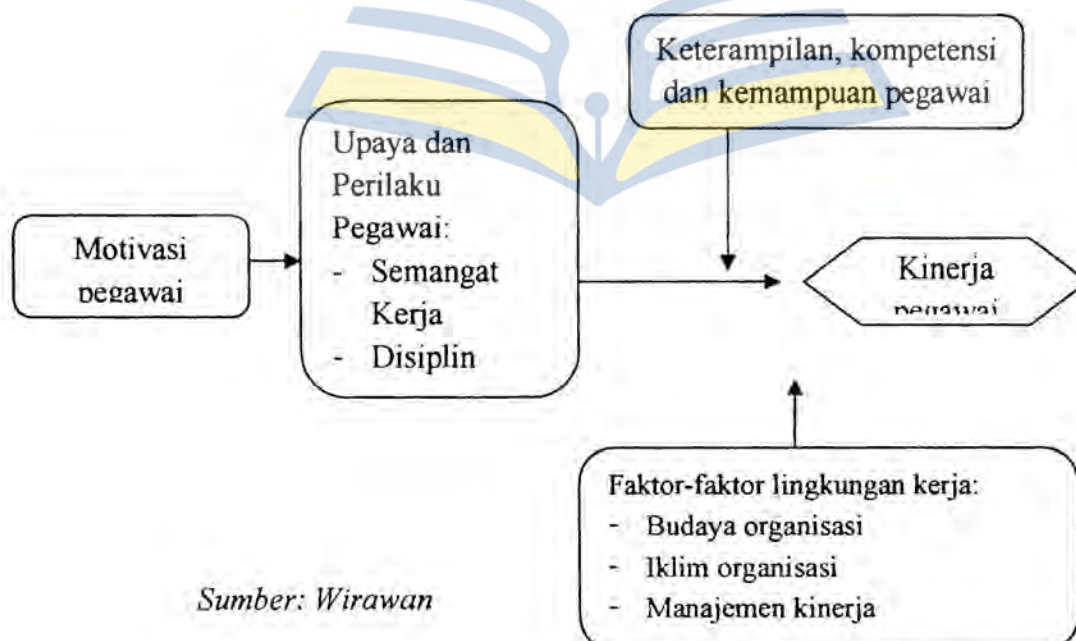 Keterampilan, kompetensi
dan kemampuan pegawai
Upaya dan
Perilaku
Pegawai:
- Semangat
Kerja
- Disiplin
Motivasi
pegawai
Kinerja
pegawai
Faktor-faktor lingkungan kerja:
- Budaya organisasi
- Iklim organisasi
- Manajemen kinerja
Sumber: Wirawan